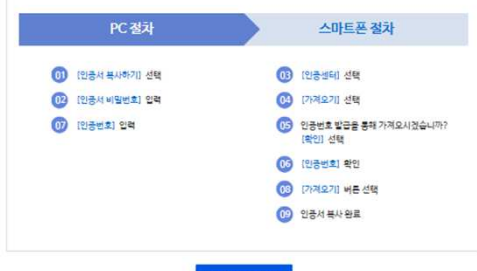 PC 절차
01 [인증서 복사하기] 선택
02 [인증서 비밀번호] 입력
07 [인증번호] 입력
스마트폰 절차
03 [인증센터] 선택
04 [가져오기] 선택
05 인증번호 발급을 통해 가져오시겠습니까?
[확인] 선택
06 [인증번호] 확인
08 [가져오기] 버튼 선택
09 인증서 복사 완료